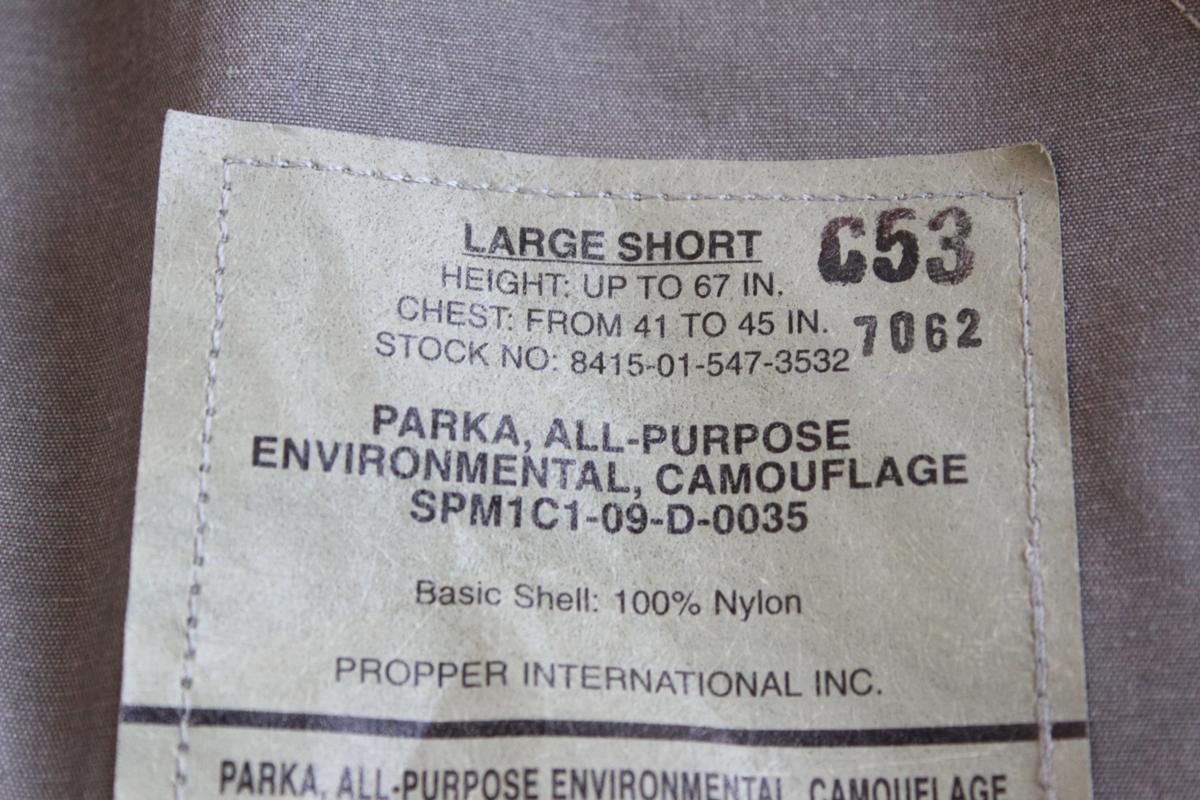 LARGE SHORT
C53
HEIGHT: UP TO 67 IN.
CHEST: FROM 41 TO 45 IN.
7062
STOCK NO: 8415-01-547-3532
PARKA, ALL-PURPOSE
ENVIRONMENTAL, CAMOUFLAGE
SPM1C1-09-D-0035
Basic Shell: 100% Nylon
PROPPER INTERNATIONAL INC.
PARKA, ALL-PURPOSE ENVIRONMENTAL, CAMOUFLAGE